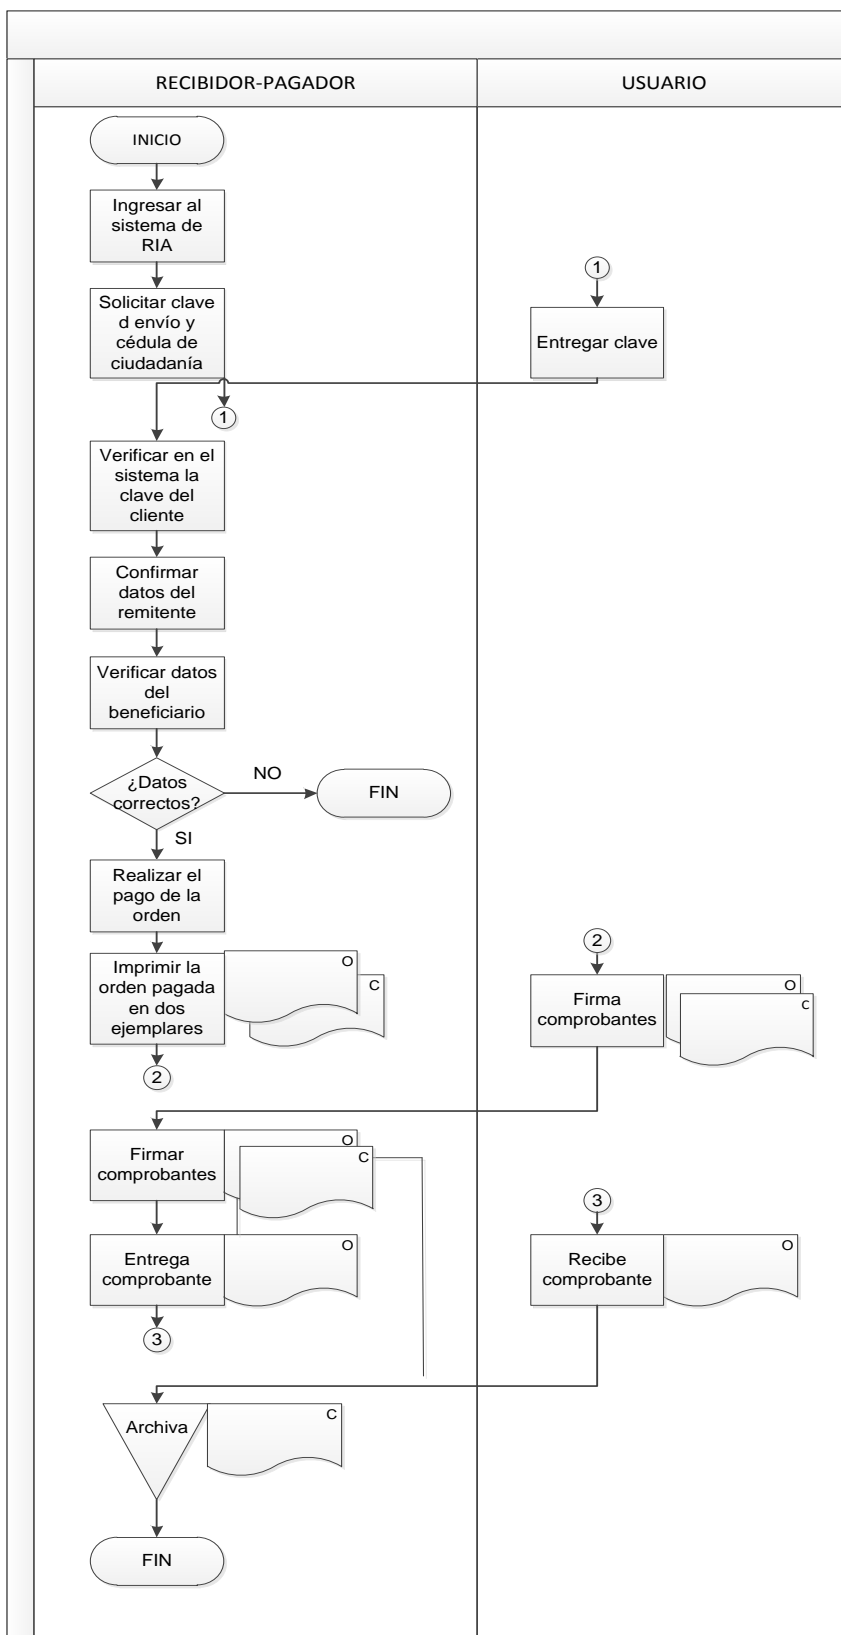 RECIBIDOR-PAGADOR
USUARIO
INICIO
Ingresar al
sistema de
RIA
1
Solicitar clave
d envío y
cédula de
ciudadanía
Entregar clave
1
Verificar en el
sistema la
clave del
cliente
Confirmar
datos del
remitente
Verificar datos
del
beneficiario
¿Datos
correctos?
NO
FIN
SI
Realizar el
pago de la
orden
2
Imprimir la
orden pagada
en dos
ejemplares
O
C
Firma
comprobantes
O
C
2
Firmar
comprobantes
O
C
3
Entrega
comprobante
O
Recibe
comprobante
O
3
Archiva
C
FIN